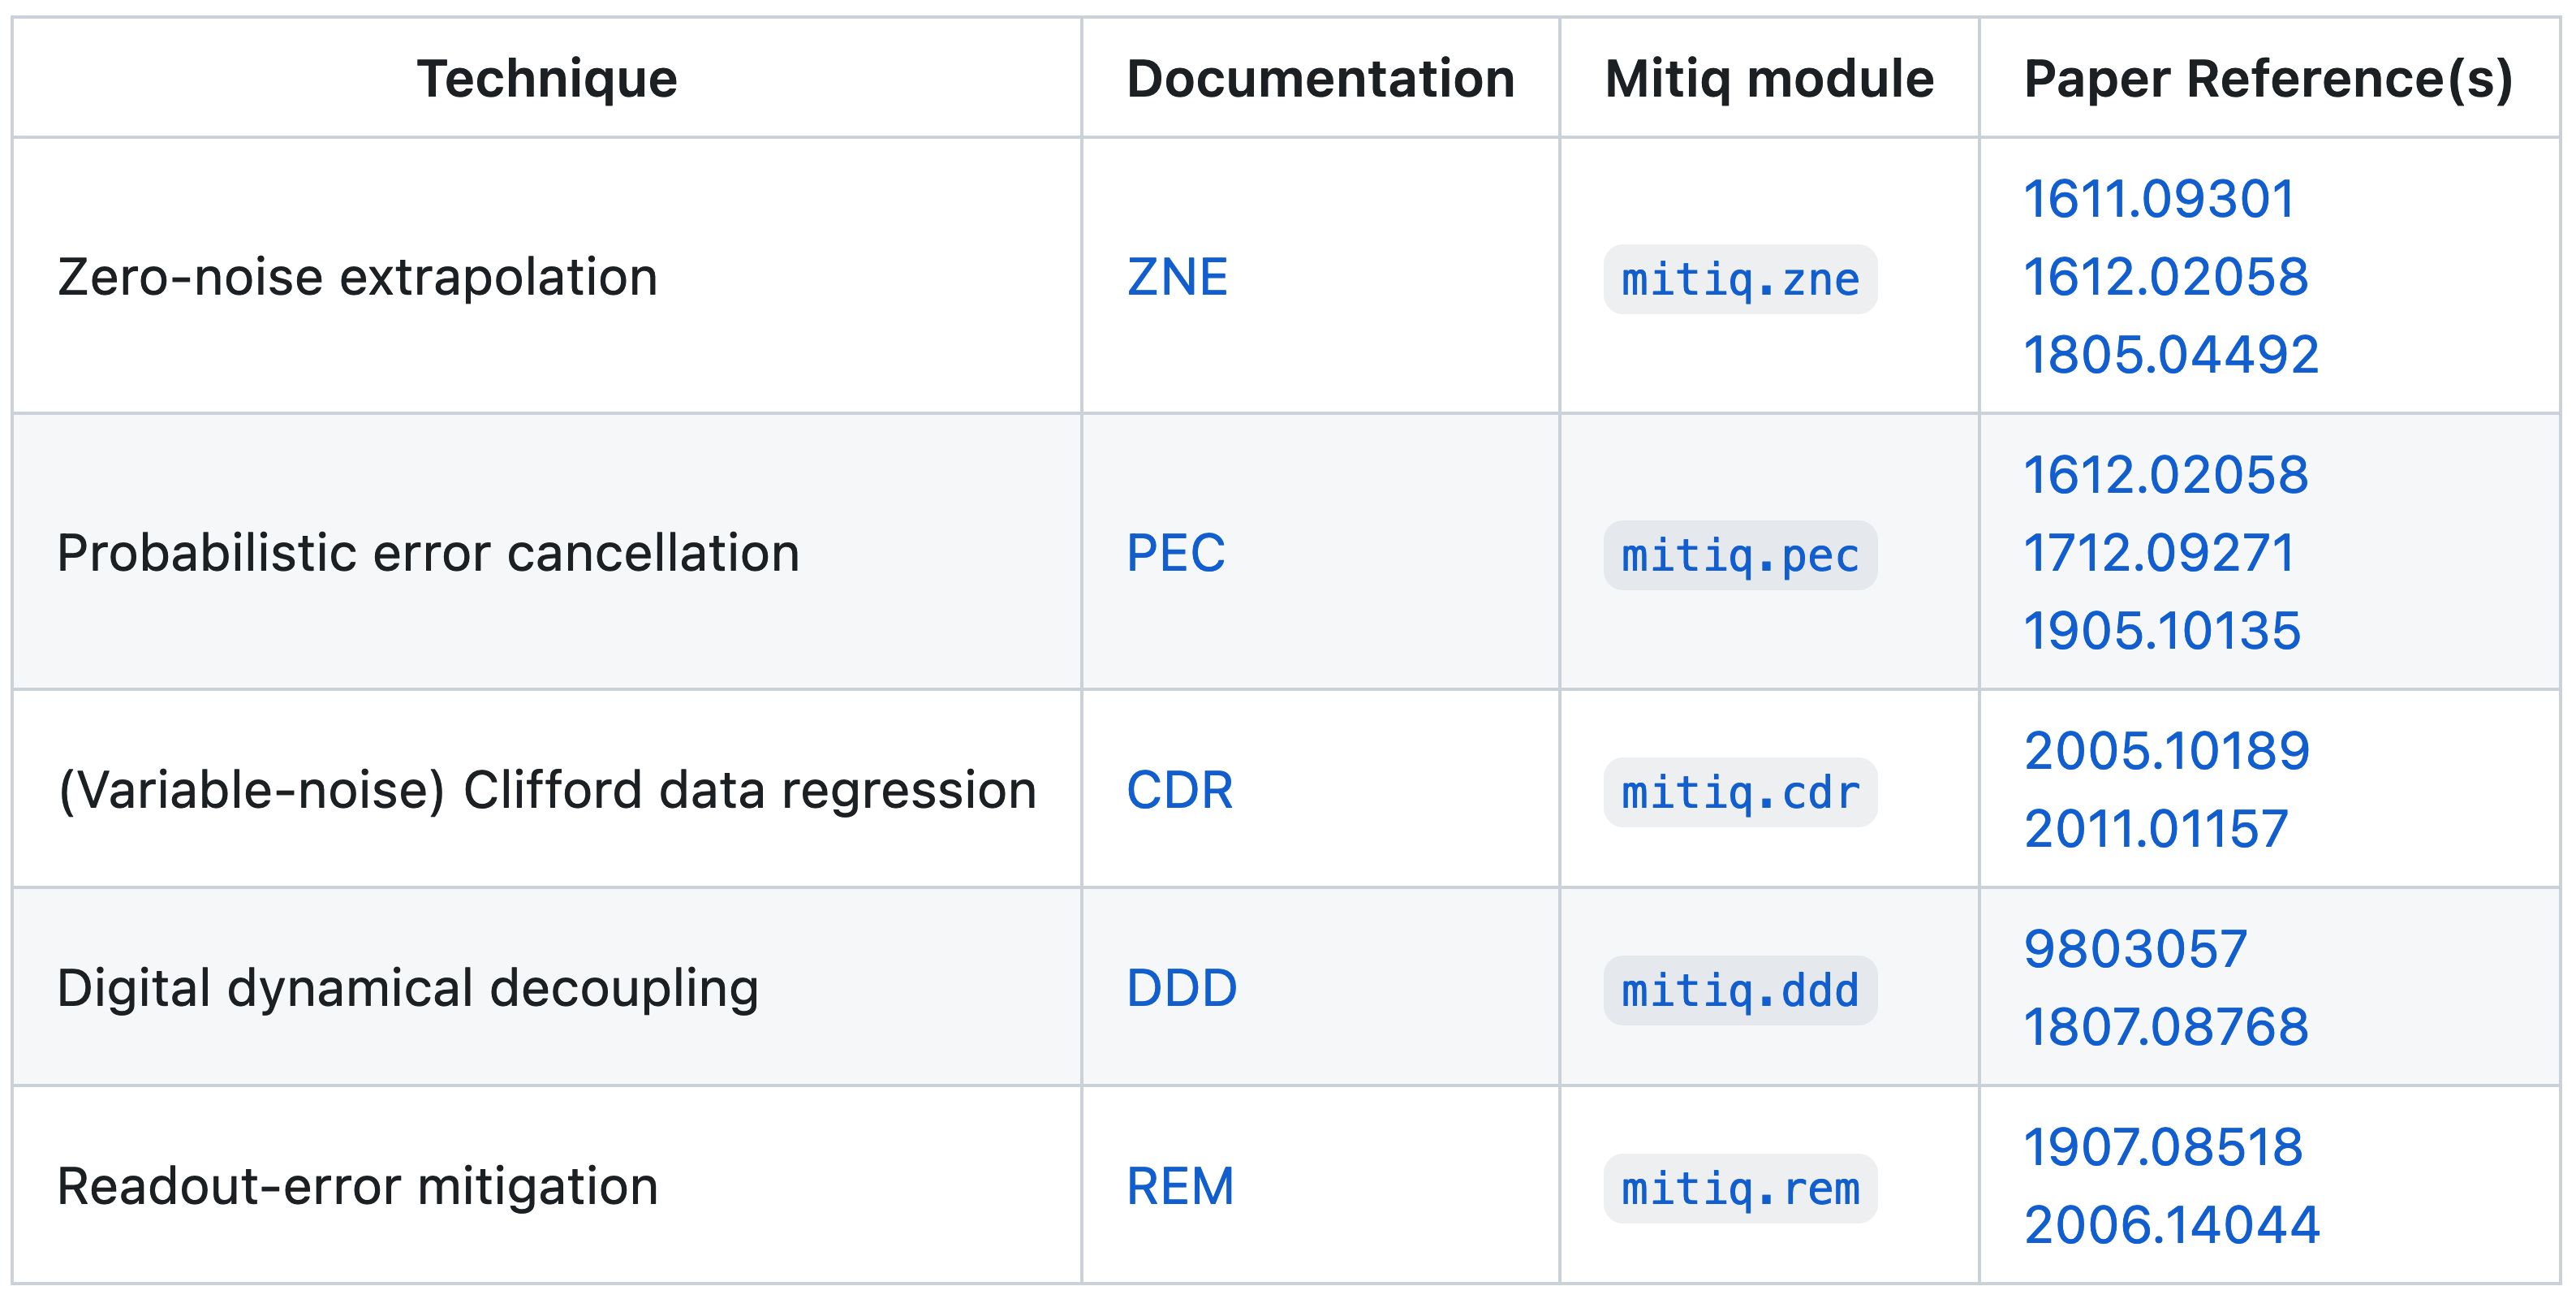 Technique Documentation Mitiq module Paper Reference(s)
Zero-noise extrapolation ZNE mitiq.zne 1611.09301
1612.02058
1805.04492
Probabilistic error cancellation PEC mitiq.pec 1612.02058
1712.09271
1905.10135
(Variable-noise) Clifford data regression CDR mitiq.cdr 2005.10189
2011.01157
Digital dynamical decoupling DDD mitiq.ddd 9803057
1807.08768
Readout-error mitigation REM mitiq.rem 1907.08518
2006.14044